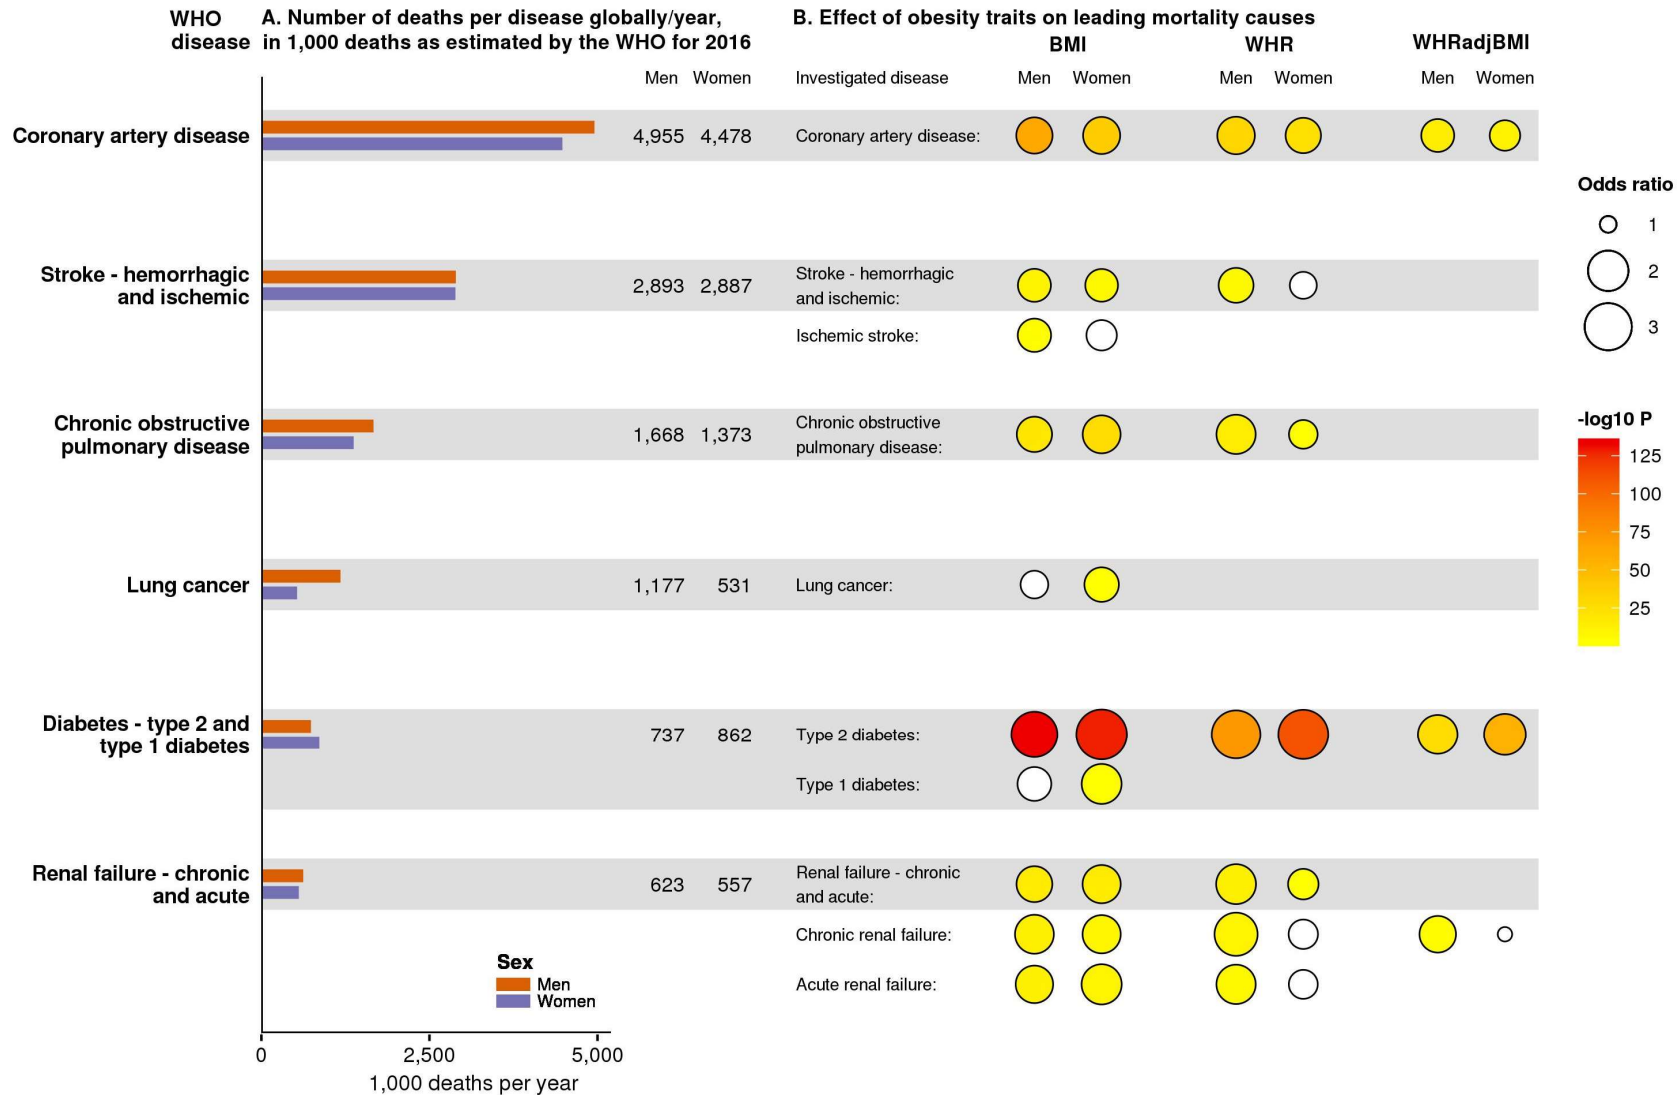 WHO
disease
A. Number of deaths per disease globally/year,
in 1,000 deaths as estimated by the WHO for 2016
Men Women
B. Effect of obesity traits on leading mortality causes
BMI WHR WHRadjBMI
Investigated disease Men Women Men Women Men Women
Coronary artery disease 4,955 4,478 Coronary artery disease:
Stroke - hemorrhagic
and ischemic
2,893 2,887
Stroke - hemorrhagic
and ischemic:
Ischemic stroke:
Chronic obstructive
pulmonary disease
1,668 1,373
Chronic obstructive
pulmonary disease:
Lung cancer 1,177 531 Lung cancer:
Diabetes - type 2 and
type 1 diabetes
737 862
Type 2 diabetes:
Type 1 diabetes:
Renal failure - chronic
and acute
623 557
Renal failure - chronic
and acute:
Chronic renal failure:
Acute renal failure:
Sex
Men
Women
0 2,500 5,000
1,000 deaths per year
Odds ratio
1
2
3
-log10 P
125
100
75
50
25